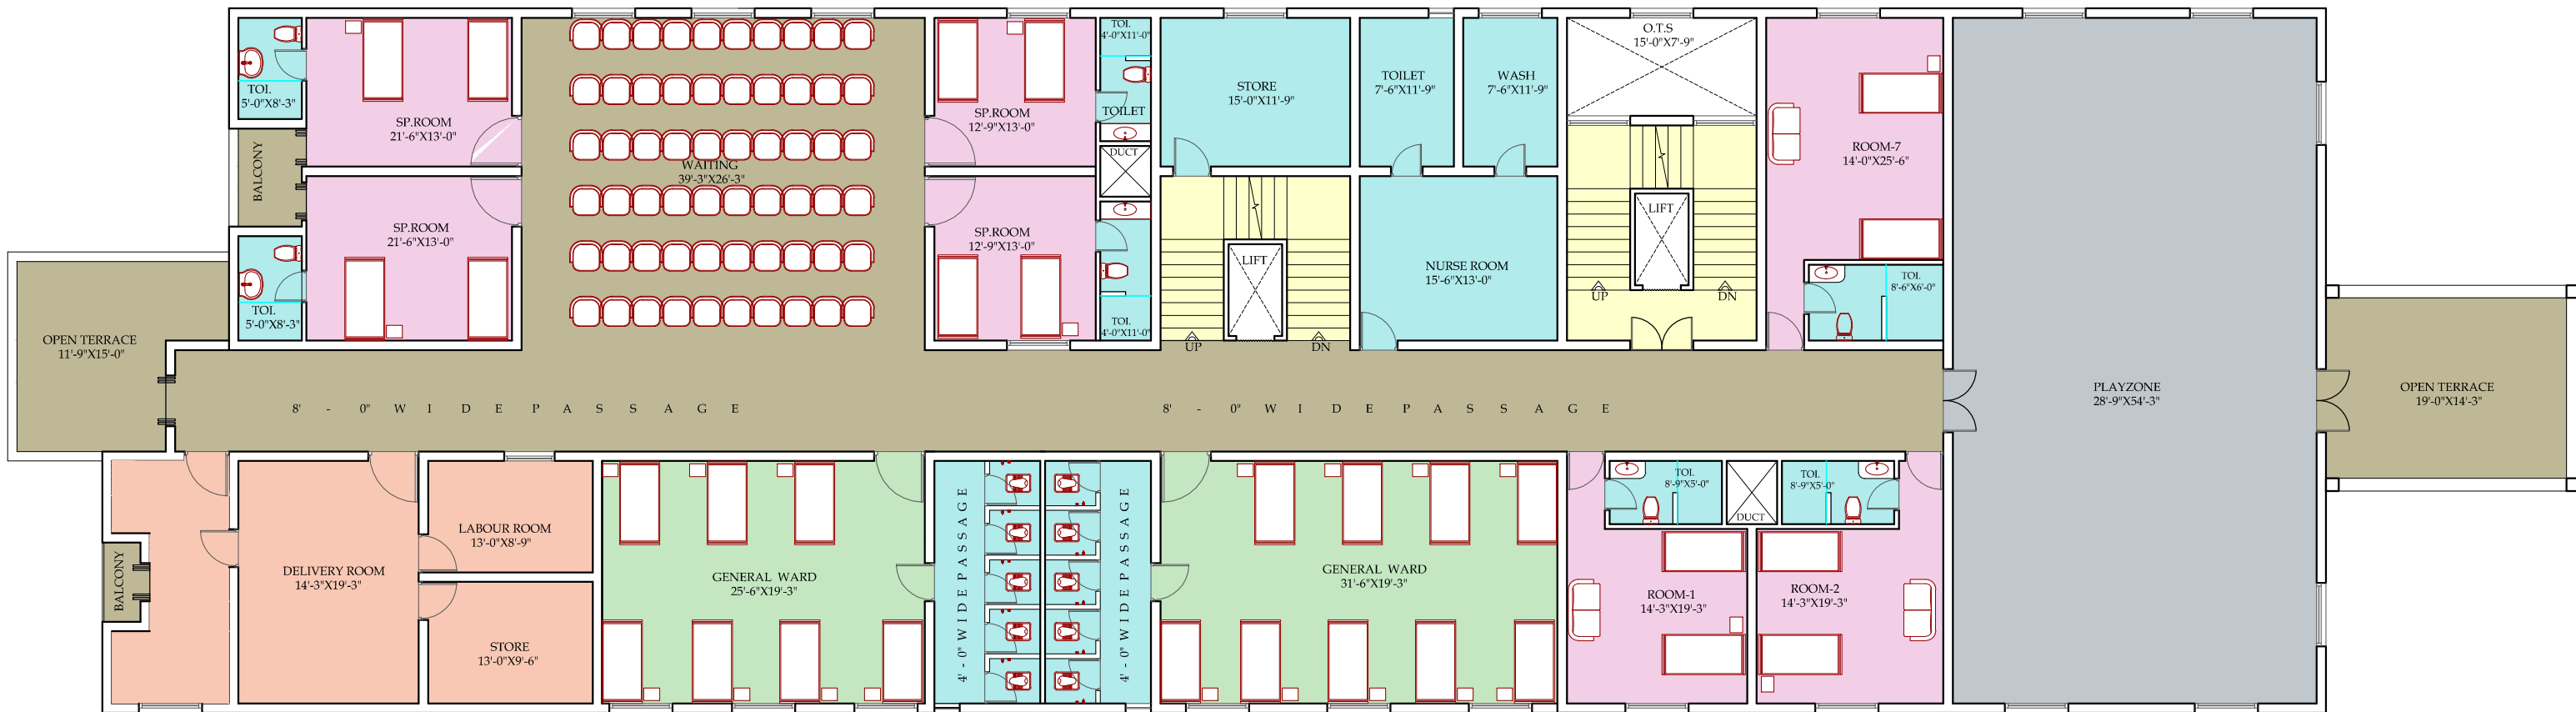 TOI.
5'-0"X8'-3"
SP.ROOM
21'-6"X13'-0"
BALCONY
SP.ROOM
21'-6"X13'-0"
TOI.
5'-0"X8'-3"
OPEN TERRACE
11'-9"X15'-0"
WAITING
39'-3"X26'-3"
SP.ROOM
12'-9"X13'-0"
SP.ROOM
12'-9"X13'-0"
TOI.
4'-0"X11'-0"
TOILET
DUCT
TOI.
4'-0"X11'-0"
STORE
15'-0"X11'-9"
LIFT
UP
DN
TOILET
7'-6"X11'-9"
WASH
7'-6"X11'-9"
NURSE ROOM
15'-6"X13'-0"
O.T.S
15'-0"X7'-9"
LIFT
UP
DN
ROOM-7
14'-0"X25'-6"
TOI.
8'-6"X6'-0"
PLAYZONE
28'-9"X54'-3"
OPEN TERRACE
19'-0"X14'-3"
8' - 0" W I D E P A S S A G E
8' - 0" W I D E P A S S A G E
BALCONY
DELIVERY ROOM
14'-3"X19'-3"
LABOUR ROOM
13'-0"X8'-9"
STORE
13'-0"X9'-6"
GENERAL WARD
25'-6"X19'-3"
4' - 0" W I D E P A S S A G E
4' - 0" W I D E P A S S A G E
GENERAL WARD
31'-6"X19'-3"
TOI.
8'-9"X5'-0"
DUCT
TOI.
8'-9"X5'-0"
ROOM-1
14'-3"X19'-3"
ROOM-2
14'-3"X19'-3"